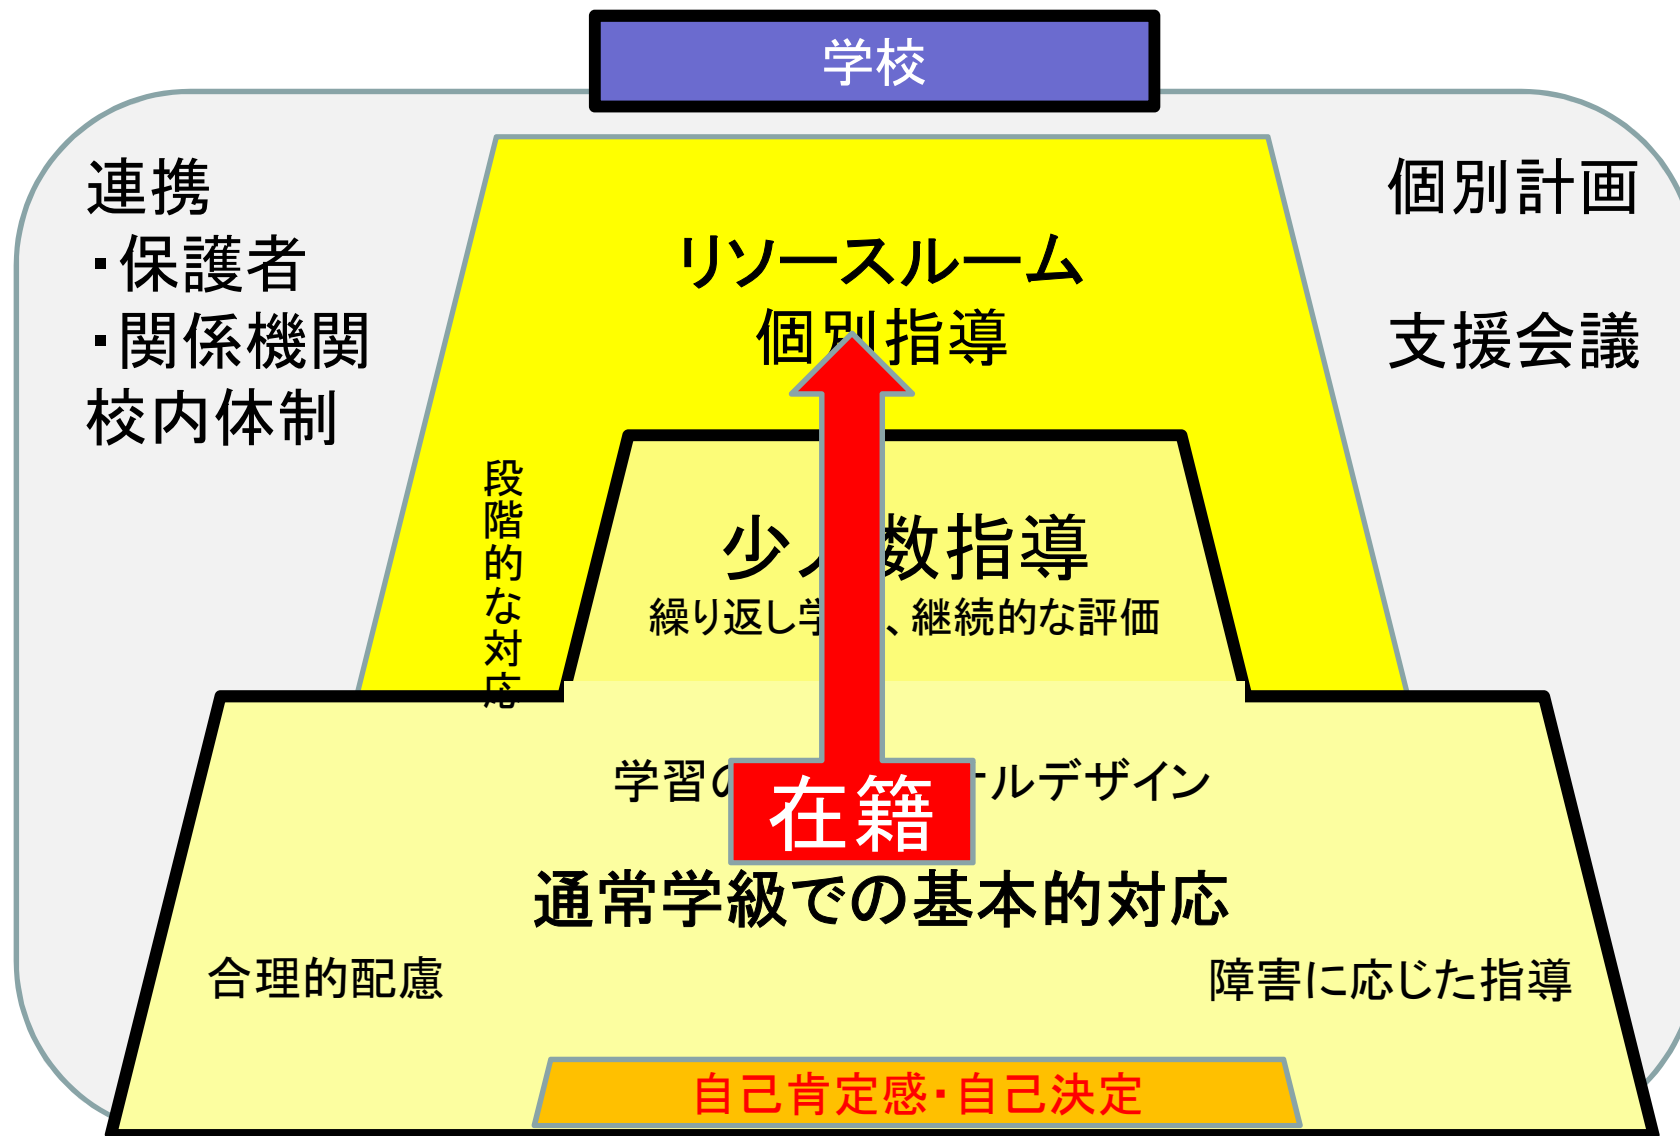 学校
連携
・保護者
・関係機関
校内体制
個別計画
支援会議
リソースルーム
個別指導
段階的な対応
少 数指導
繰り返し学 、継続的な評価
学習の ルデザイン
在籍
通常学級での基本的対応
合理的配慮
障害に応じた指導
自己肯定感・自己決定